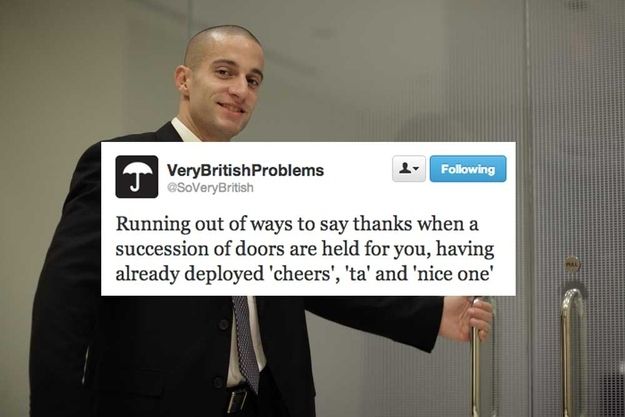 VeryBritishProblems
@SoVeryBritish
Following
Running out of ways to say thanks when a
succession of doors are held for you, having
already deployed 'cheers', 'ta' and 'nice one'
PULL